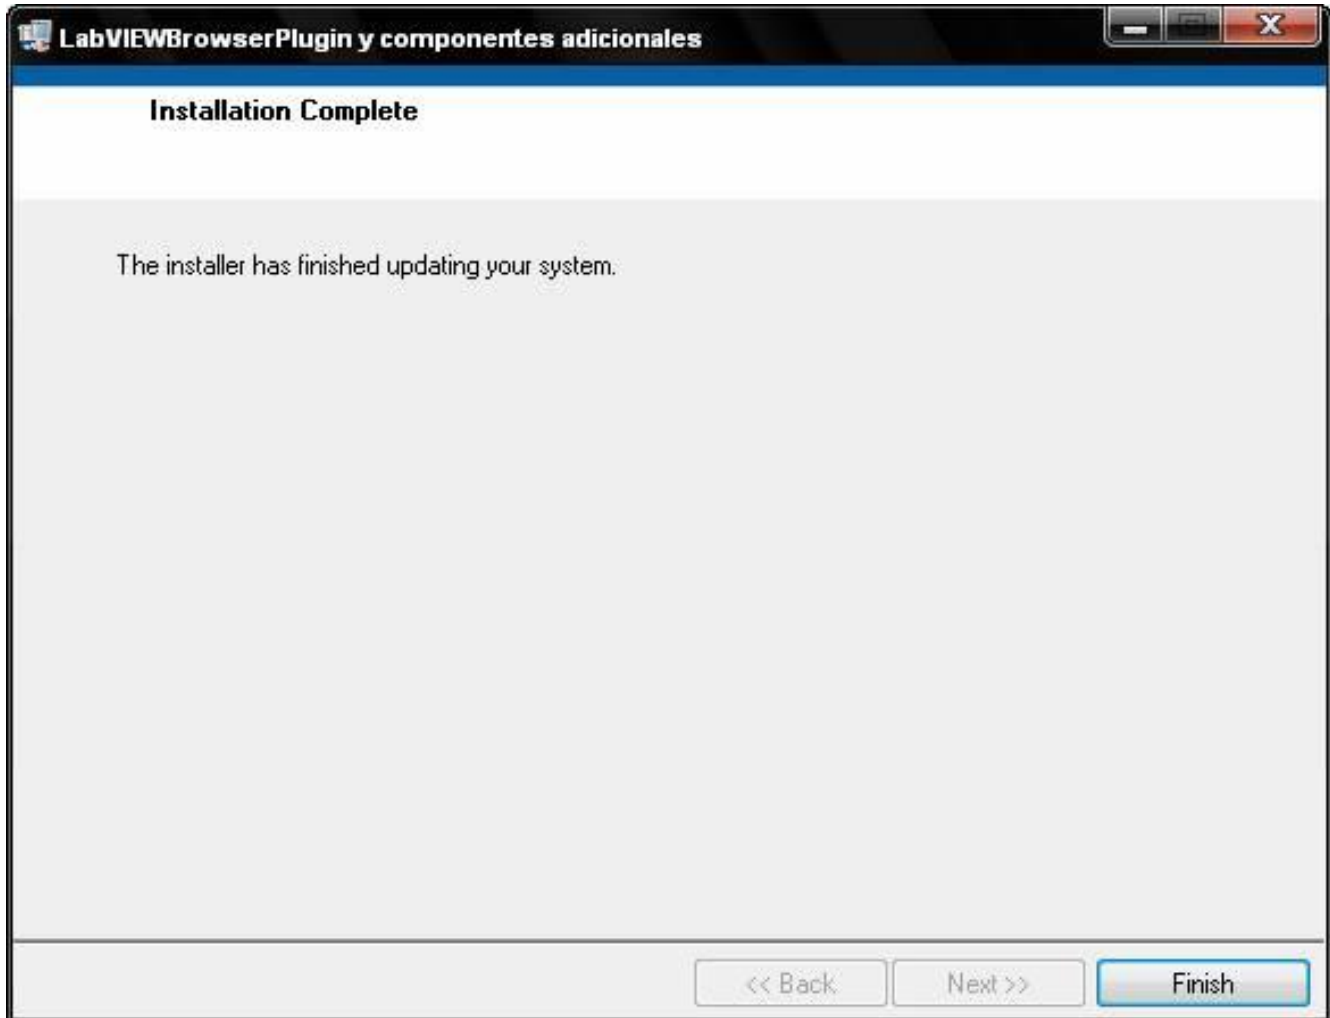 LabVIEWBrowserPlugin y componentes adicionales
Installation Complete
The installer has finished updating your system.
<< Back
Next >>
Finish